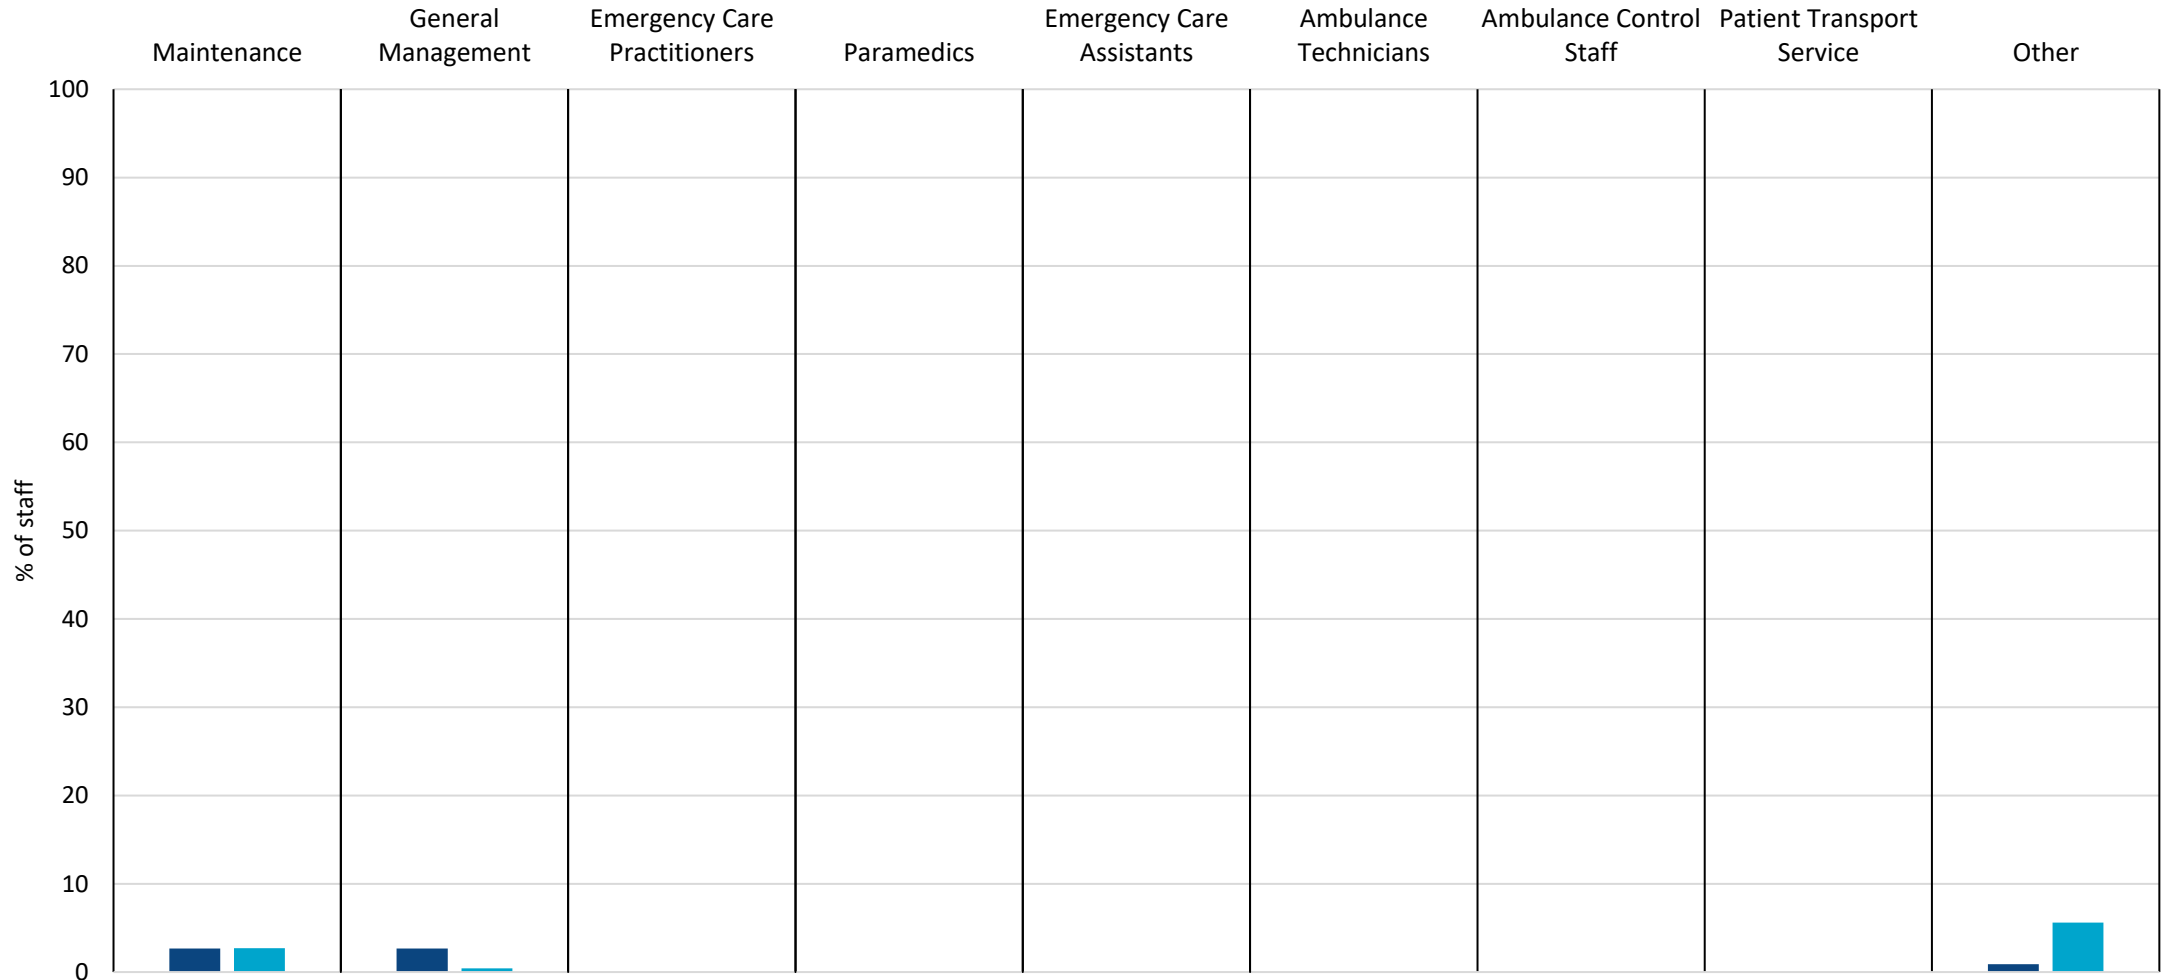 Maintenance
General
Management
Emergency Care
Practitioners
Paramedics
Emergency Care
Assistants
Ambulance
Technicians
Ambulance Control
Staff
Patient Transport
Service
Other
% of staff
100
90
80
70
60
50
40
30
20
10
0